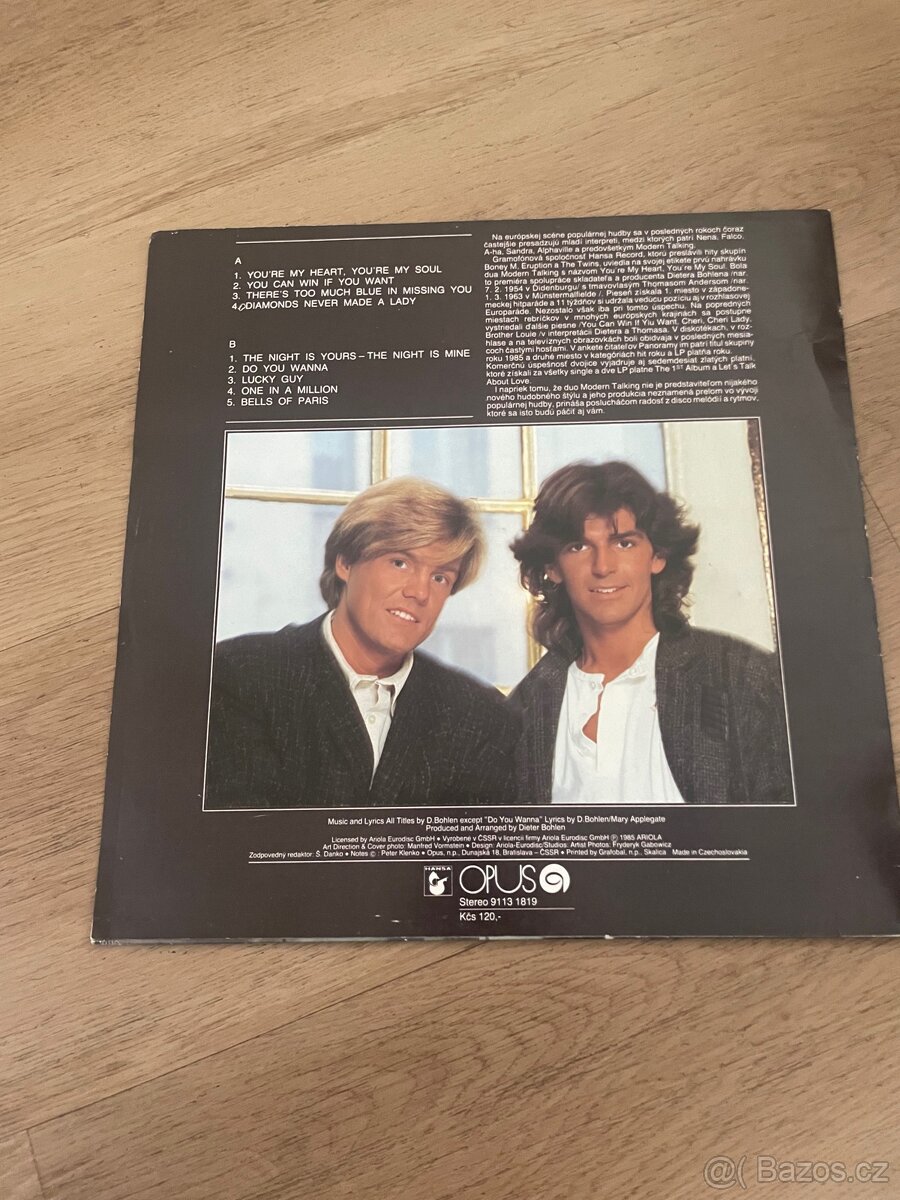 A
1. YOU'RE MY HEART, YOU'RE MY SOUL
2. YOU CAN WIN IF YOU WANT
3. THERE'S TOO MUCH BLUE IN MISSING YOU
4. DIAMONDS NEVER MADE A LADY
B
1. THE NIGHT IS YOURS – THE NIGHT IS MINE
2. DO YOU WANNA
3. LUCKY GUY
4. ONE IN A MILLION
5. BELLS OF PARIS
Na európskej scéne populárnej hudby sa v posledných rokoch čoraz
častejšie presadzujú mladí interpreti, medzi ktorých patrí Nena, Falco,
A-ha, Sandra, Alphaville a predovšetkým Modern Talking.
Gramofónová spoločnosť Hansa Record, ktorú preslávili hity skupín
Boney M, Eruption a The Twins, uviedla na svojej etikete prvú nahrávku
dua Modern Talking s názvom You're My Heart, You're My Soul. Bola
to premiéra spolupráce skladateľa a producenta Dietera Bohlena /nar.
7. 2. 1954 v Oldenburgu/ s tmavovlasým Thomasom Andersom /nar.
1. 3. 1963 v Münstermaifelde /. Pieseň získala 1. miesto v západone-
meckej hitparáde a 11 týždňov si udržala vedúcu pozíciu aj v rozhlasovej
Europaráde. Nezostalo však iba pri tomto úspechu. Na popredných
miestach rebríčkov v mnohých európskych krajinách sa postupne
vystriedali ďalšie piesne /You Can Win If Yiu Want, Cheri, Cheri Lady,
Brother Louie /v interpretácii Dietera a Thomasa. V diskotékach, v roz-
hlase a na televíznych obrazovkách boli obidvaja v posledných mesia-
coch častými hosťami. V ankete čitateľov Panorámy im patrí titul skupiny
roku 1985 a druhé miesto v kategóriách hit roku a LP platňa roku.
Komerčnú úspešnosť dvojice vyjadruje aj sedemdesiat zlatých platní,
ktoré získali za všetky single a dve LP platne The 1ST Album a Let's Talk
About Love.
I napriek tomu, že duo Modern Talking nie je predstaviteľom nijakého
nového hudobného štýlu a jeho produkcia neznamená prelom vo vývoji
populárnej hudby, prináša poslucháčom radosť z disco melódií a rytmov,
ktoré sa isto budú páčiť aj vám.
Music and Lyrics All Titles by D.Bohlen except "Do You Wanna" Lyrics by D.Bohlen/Mary Applegate
Produced and Arranged by Dieter Bohlen
Licensed by Ariola Eurodisc GmbH • Vyrobené v ČSSR v licencii firmy Ariola Eurodisc GmbH ℗ 1985 ARIOLA
Art Direction & Cover photo: Manfred Vormstein • Design: Ariola-Eurodisc/Studios: Artist Photos: Fryderyk Gabowicz
Zodpovedný redaktor: Š. Danko • Notes © : Peter Klenko • Opus, n.p., Dunajská 18, Bratislava – ČSSR • Printed by Grafobal, n.p., Skalica Made in Czechoslovakia
HANSA OPUS
Stereo 9113 1819
Kčs 120,-
@ Bazos.cz